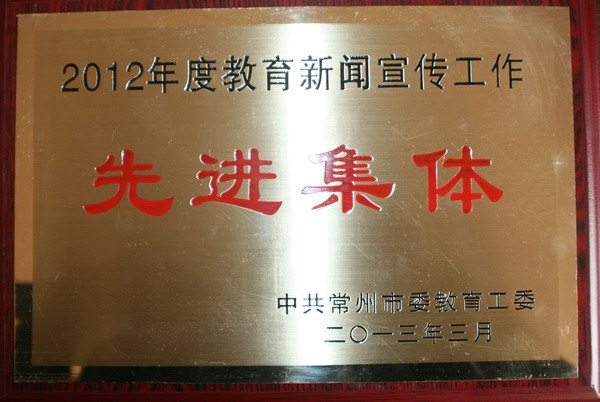 2012年度教育新闻宣传工作
先进集体
中共常州市委教育工委
二〇一三年三月